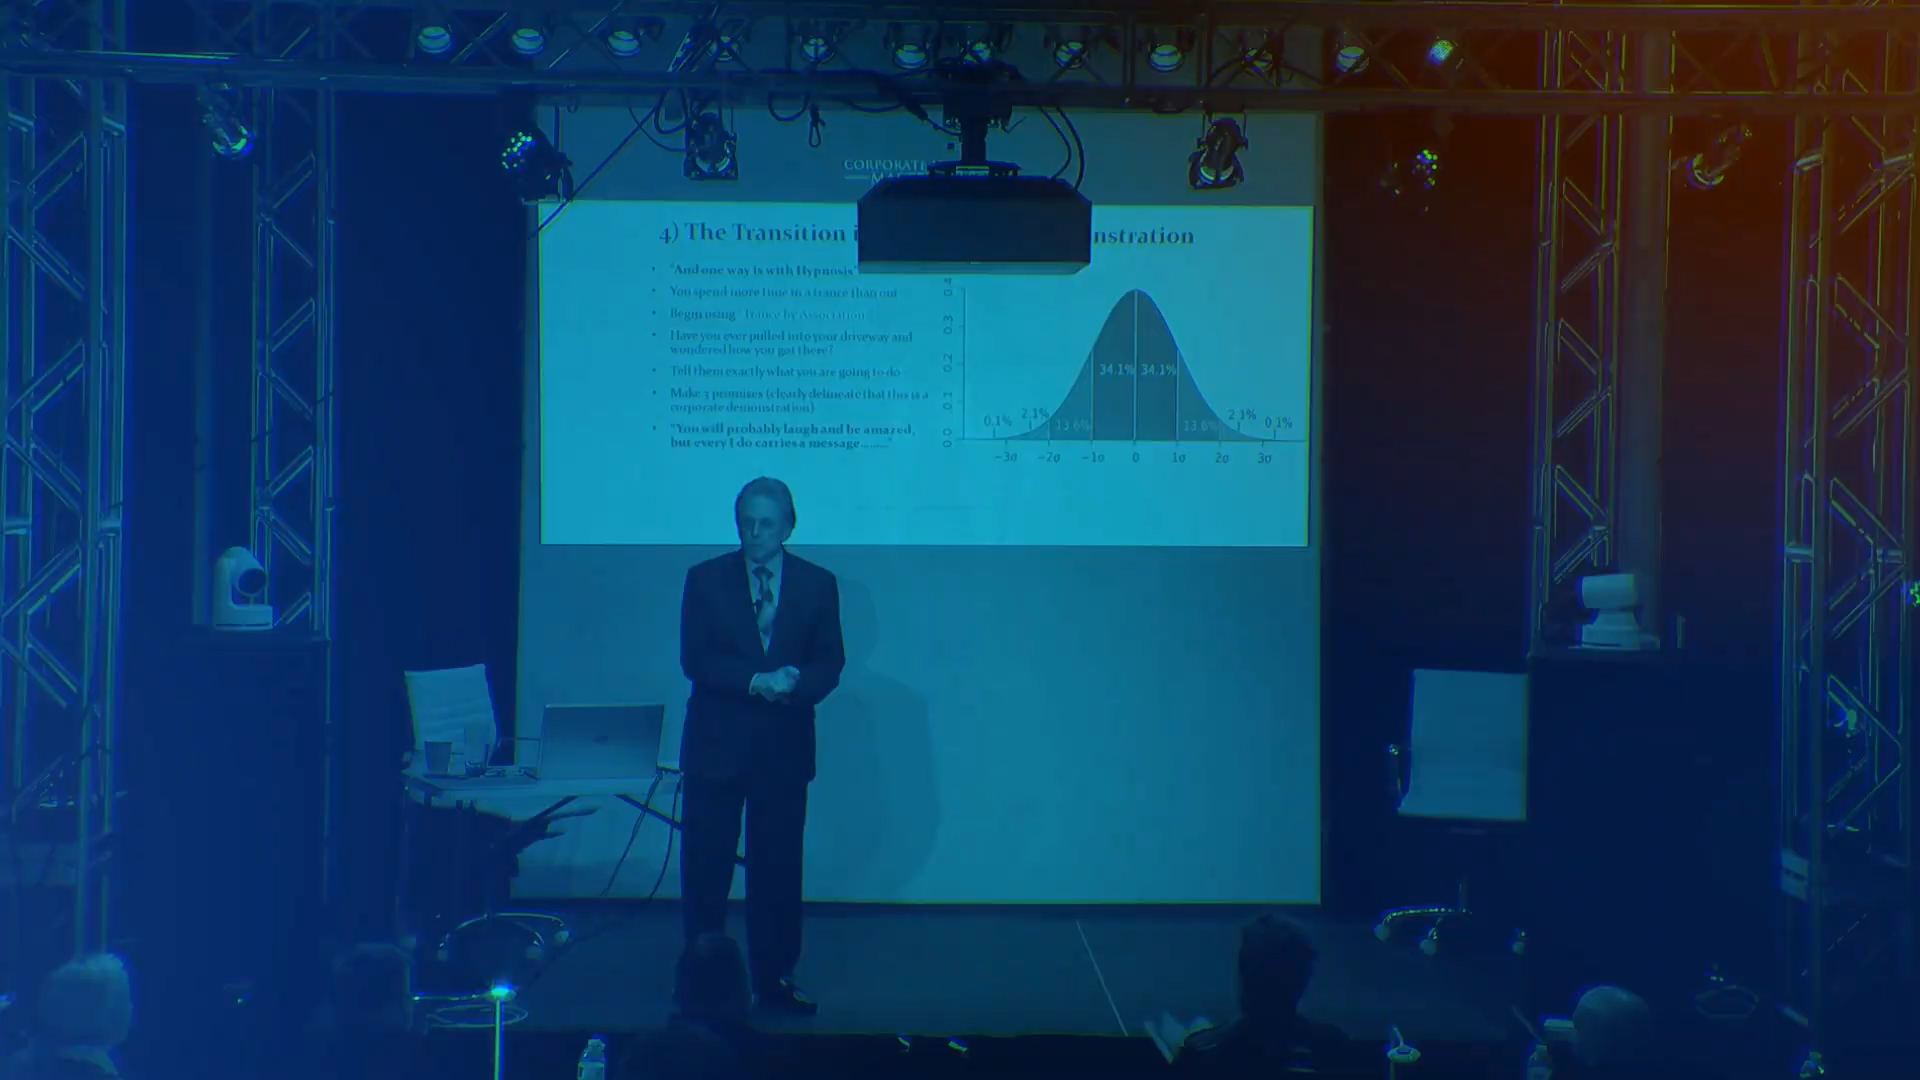 CORPORATE
4) The Transition
nstration
• "And one way is with Hypnosis"
• You spend more time in a trance than out
• Begin using "Trance by Association"
• Have you ever pulled into your driveway and
wondered how you got there?
• Tell them exactly what you are going to do
• Make 3 promises (clearly delineate that this is a
corporate demonstration)
• "You will probably laugh and be amazed,
but every I do carries a message........"
0.0 0.1 0.2 0.3 0.4
34.1% 34.1%
0.1% 2.1% 13.6% 13.6% 2.1% 0.1%
−3σ −2σ −1σ 0 1σ 2σ 3σ